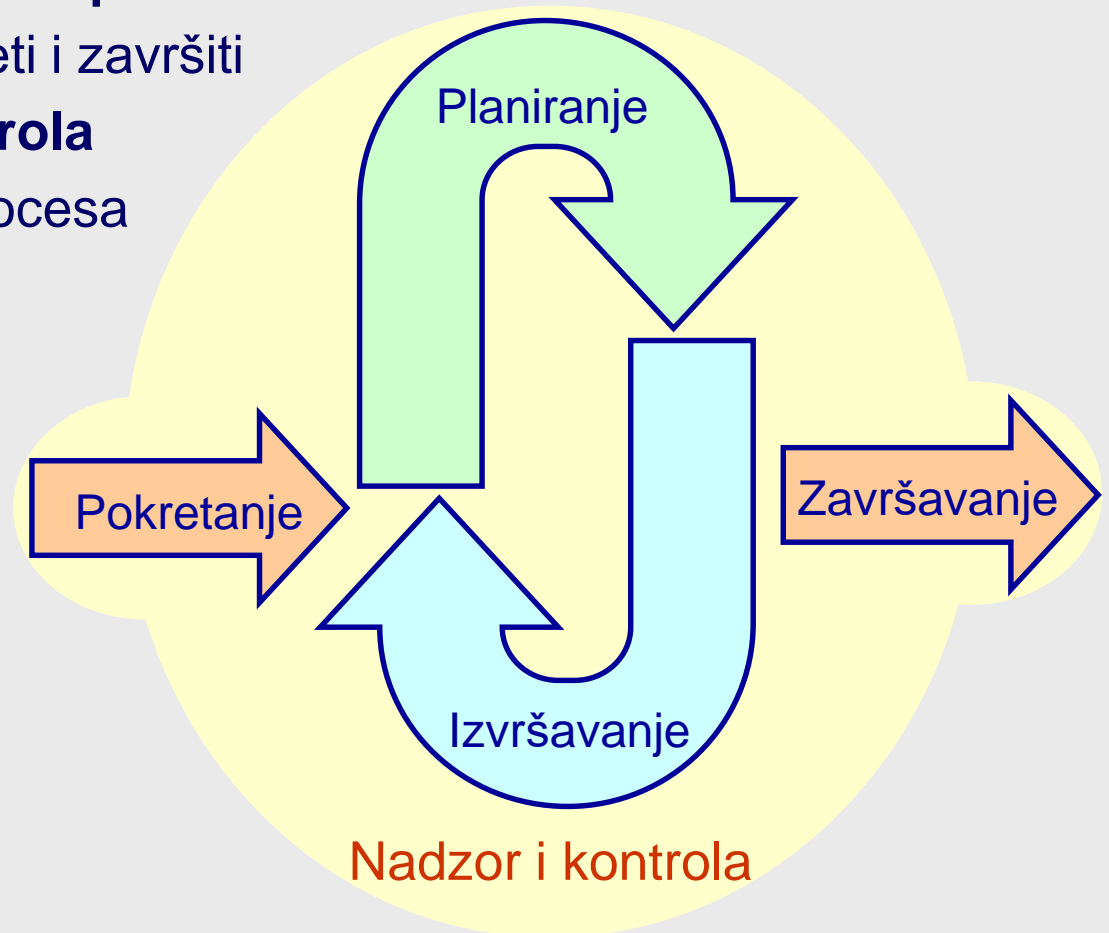 eti i završiti
rola
ocesa
Planiranje
Pokretanje
Završavanje
Izvršavanje
Nadzor i kontrola